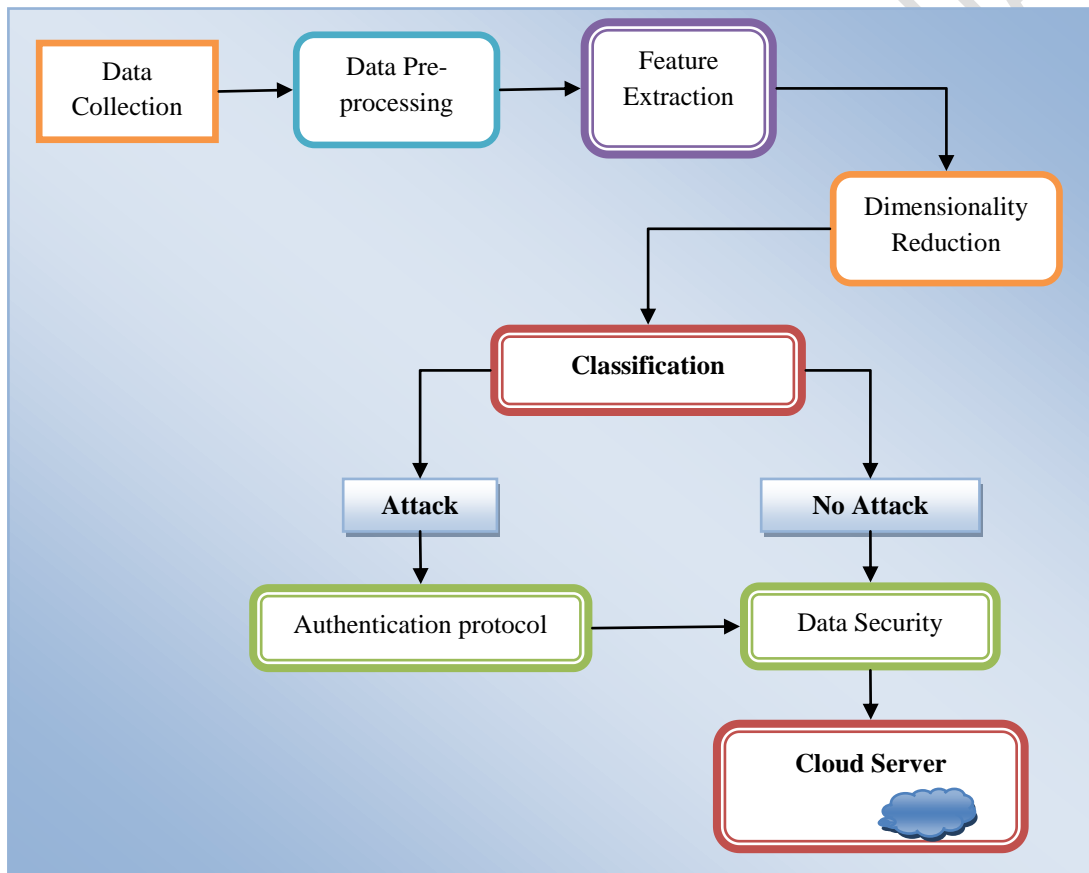 Data
Collection
Data Pre-
processing
Feature
Extraction
Dimensionality
Reduction
Classification
Attack
No Attack
Authentication protocol
Data Security
Cloud Server